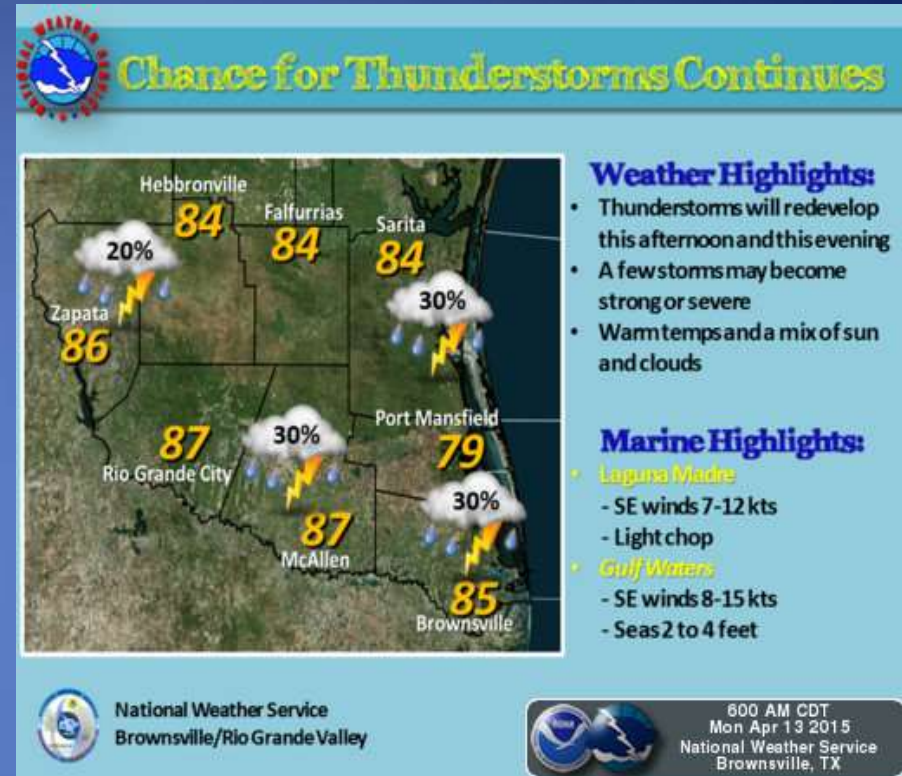 NATIONAL WEATHER SERVICE
Chance for Thunderstorms Continues
Hebbronville
84
Falfurrias
84
Sarita
84
20%
30%
Zapata
86
87
Rio Grande City
30%
87
McAllen
Port Mansfield
79
30%
85
Brownsville
Weather Highlights:
• Thunderstorms will redevelop
this afternoon and this evening
• A few storms may become
strong or severe
• Warm temps and a mix of sun
and clouds
Marine Highlights:
• Laguna Madre
- SE winds 7-12 kts
- Light chop
• Gulf Waters
- SE winds 8-15 kts
- Seas 2 to 4 feet
National Weather Service
Brownsville/Rio Grande Valley
600 AM CDT
Mon Apr 13 2015
National Weather Service
Brownsville, TX